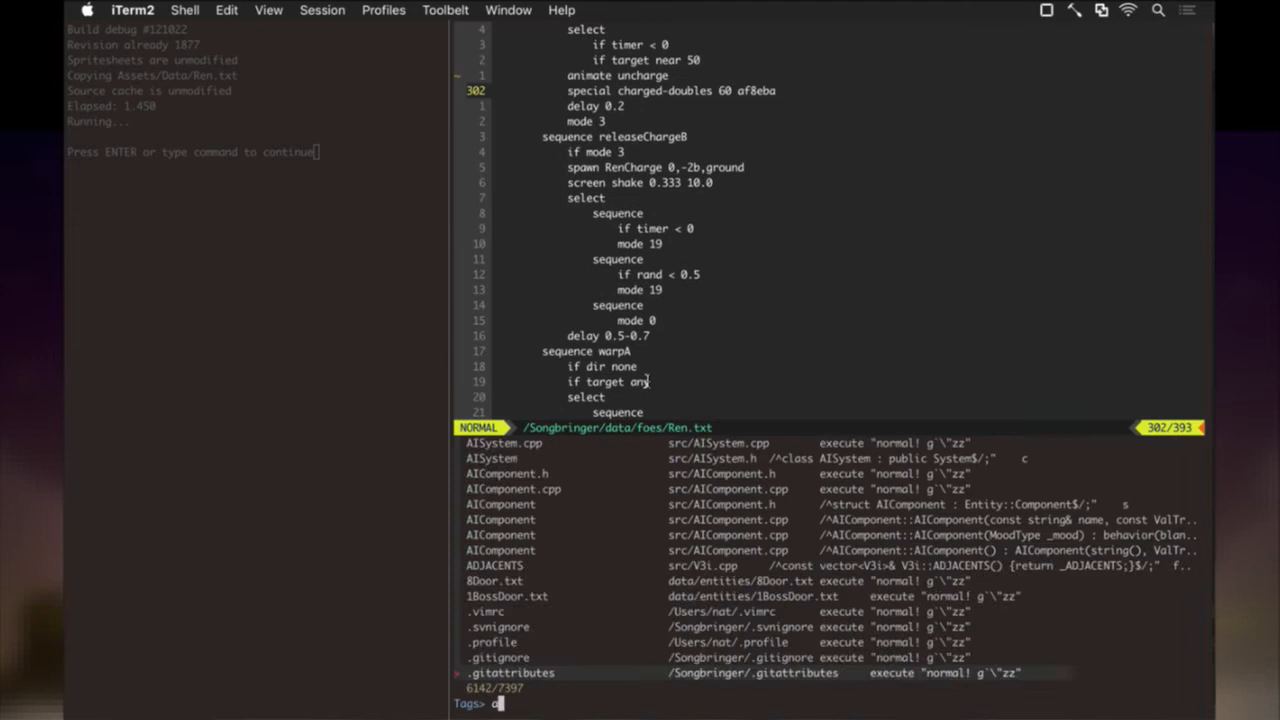 iTerm2 Shell Edit View Session Profiles Toolbelt Window Help
Build debug #121022
Revision already 1877
Spritesheets are unmodified
Copying Assets/Data/Ren.txt
Source cache is unmodified
Elapsed: 1.450
Running...
Press ENTER or type command to continue
4 select
3 if timer < 0
2 if target near 50
~ 1 animate uncharge
302 special charged-doubles 60 af8eba
1 delay 0.2
2 mode 3
3 sequence releaseChargeB
4 if mode 3
5 spawn RenCharge 0,-2b,ground
6 screen shake 0.333 10.0
7 select
8 sequence
9 if timer < 0
10 mode 19
11 sequence
12 if rand < 0.5
13 mode 19
14 sequence
15 mode 0
16 delay 0.5-0.7
17 sequence warpA
18 if dir none
19 if target any
20 select
21 sequence
NORMAL /Songbringer/data/foes/Ren.txt 302/393
AISystem.cpp src/AISystem.cpp execute "normal! g`\"zz"
AISystem src/AISystem.h /^class AISystem : public System$/;" c
AIComponent.h src/AIComponent.h execute "normal! g`\"zz"
AIComponent.cpp src/AIComponent.cpp execute "normal! g`\"zz"
AIComponent src/AIComponent.h /^struct AIComponent : Entity::Component$/;" s
AIComponent src/AIComponent.cpp /^AIComponent::AIComponent(const string& name, const ValTr..
AIComponent src/AIComponent.cpp /^AIComponent::AIComponent(MoodType _mood) : behavior(blan..
AIComponent src/AIComponent.cpp /^AIComponent::AIComponent() : AIComponent(string(), ValTr..
ADJACENTS src/V3i.cpp /^const vector<V3i>& V3i::ADJACENTS() {return _ADJACENTS;}$/;" f..
8Door.txt data/entities/8Door.txt execute "normal! g`\"zz"
1BossDoor.txt data/entities/1BossDoor.txt execute "normal! g`\"zz"
.vimrc /Users/nat/.vimrc execute "normal! g`\"zz"
.svnignore /Songbringer/.svnignore execute "normal! g`\"zz"
.profile /Users/nat/.profile execute "normal! g`\"zz"
.gitignore /Songbringer/.gitignore execute "normal! g`\"zz"
> .gitattributes /Songbringer/.gitattributes execute "normal! g`\"zz"
6142/7397
Tags> a